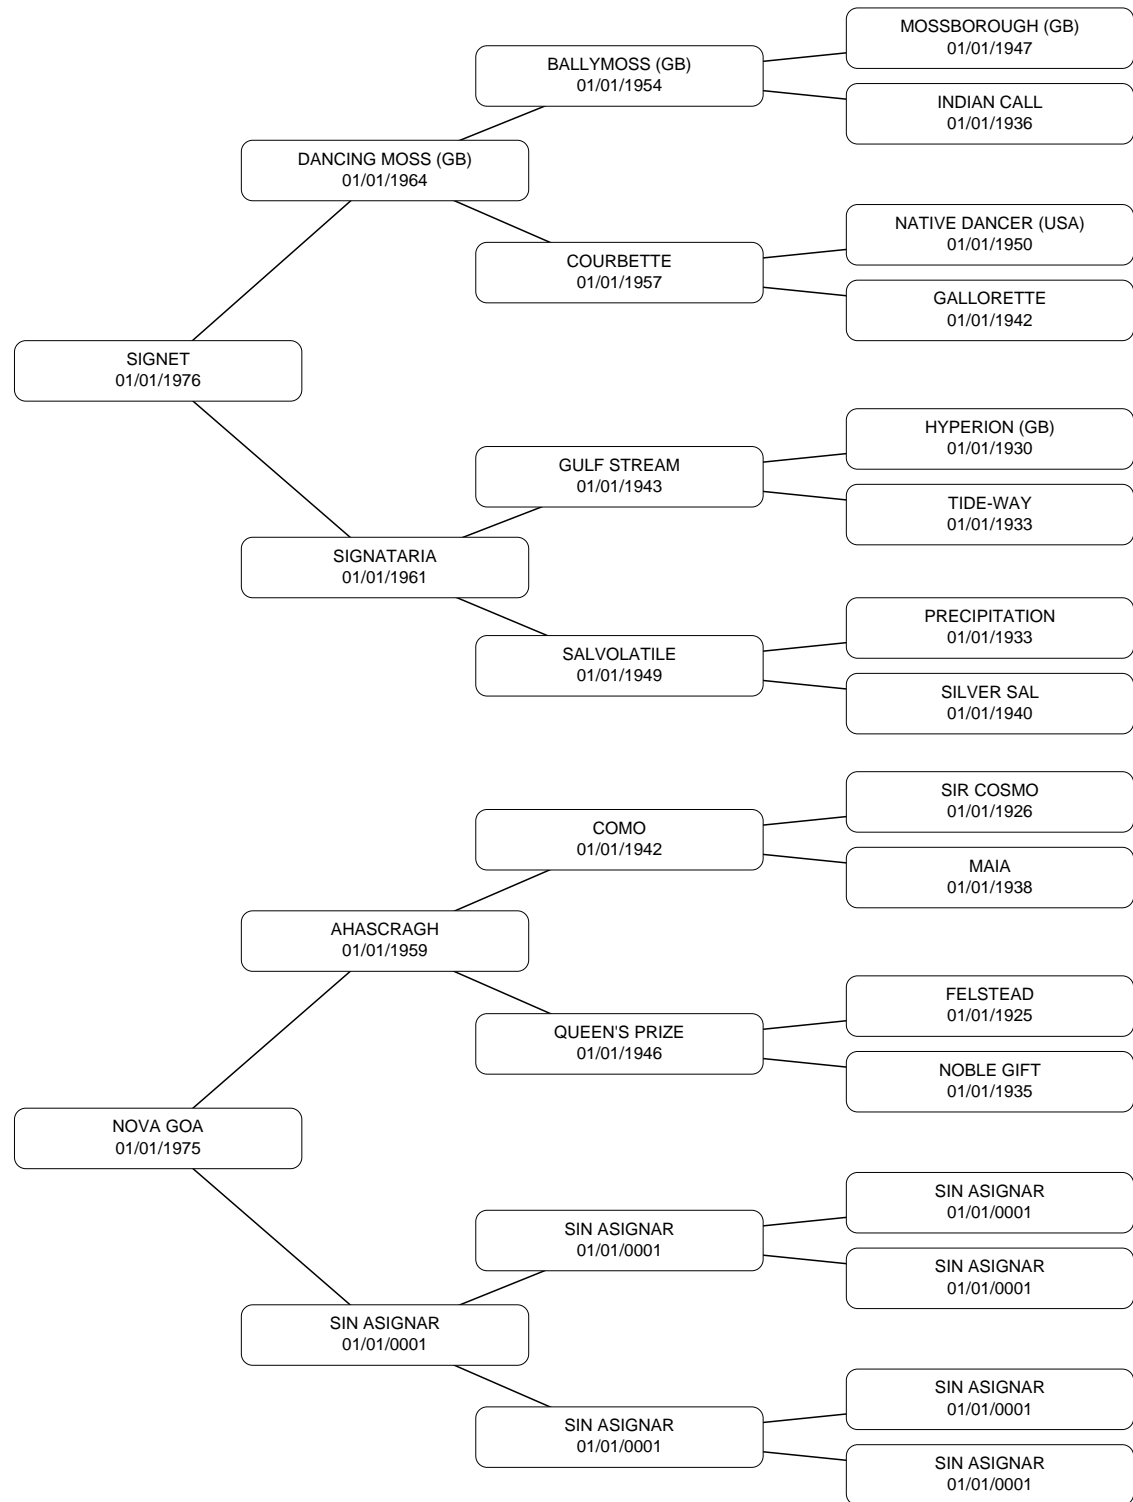 MOSSBOROUGH (GB)
01/01/1947
BALLYMOSS (GB)
01/01/1954
INDIAN CALL
01/01/1936
DANCING MOSS (GB)
01/01/1964
NATIVE DANCER (USA)
01/01/1950
COURBETTE
01/01/1957
GALLORETTE
01/01/1942
SIGNET
01/01/1976
HYPERION (GB)
01/01/1930
GULF STREAM
01/01/1943
TIDE-WAY
01/01/1933
SIGNATARIA
01/01/1961
PRECIPITATION
01/01/1933
SALVOLATILE
01/01/1949
SILVER SAL
01/01/1940
SIR COSMO
01/01/1926
COMO
01/01/1942
MAIA
01/01/1938
AHASCRAGH
01/01/1959
FELSTEAD
01/01/1925
QUEEN'S PRIZE
01/01/1946
NOBLE GIFT
01/01/1935
NOVA GOA
01/01/1975
SIN ASIGNAR
01/01/0001
SIN ASIGNAR
01/01/0001
SIN ASIGNAR
01/01/0001
SIN ASIGNAR
01/01/0001
SIN ASIGNAR
01/01/0001
SIN ASIGNAR
01/01/0001
SIN ASIGNAR
01/01/0001